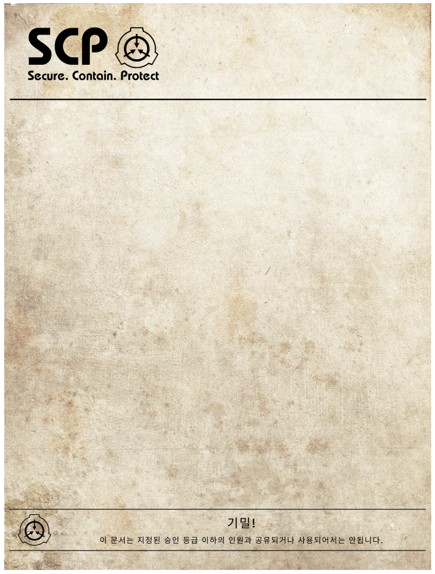 SCP
Secure. Contain. Protect
기밀!
이 문서는 지정된 승인 등급 이하의 인원과 공유되거나 사용되어서는 안됩니다.